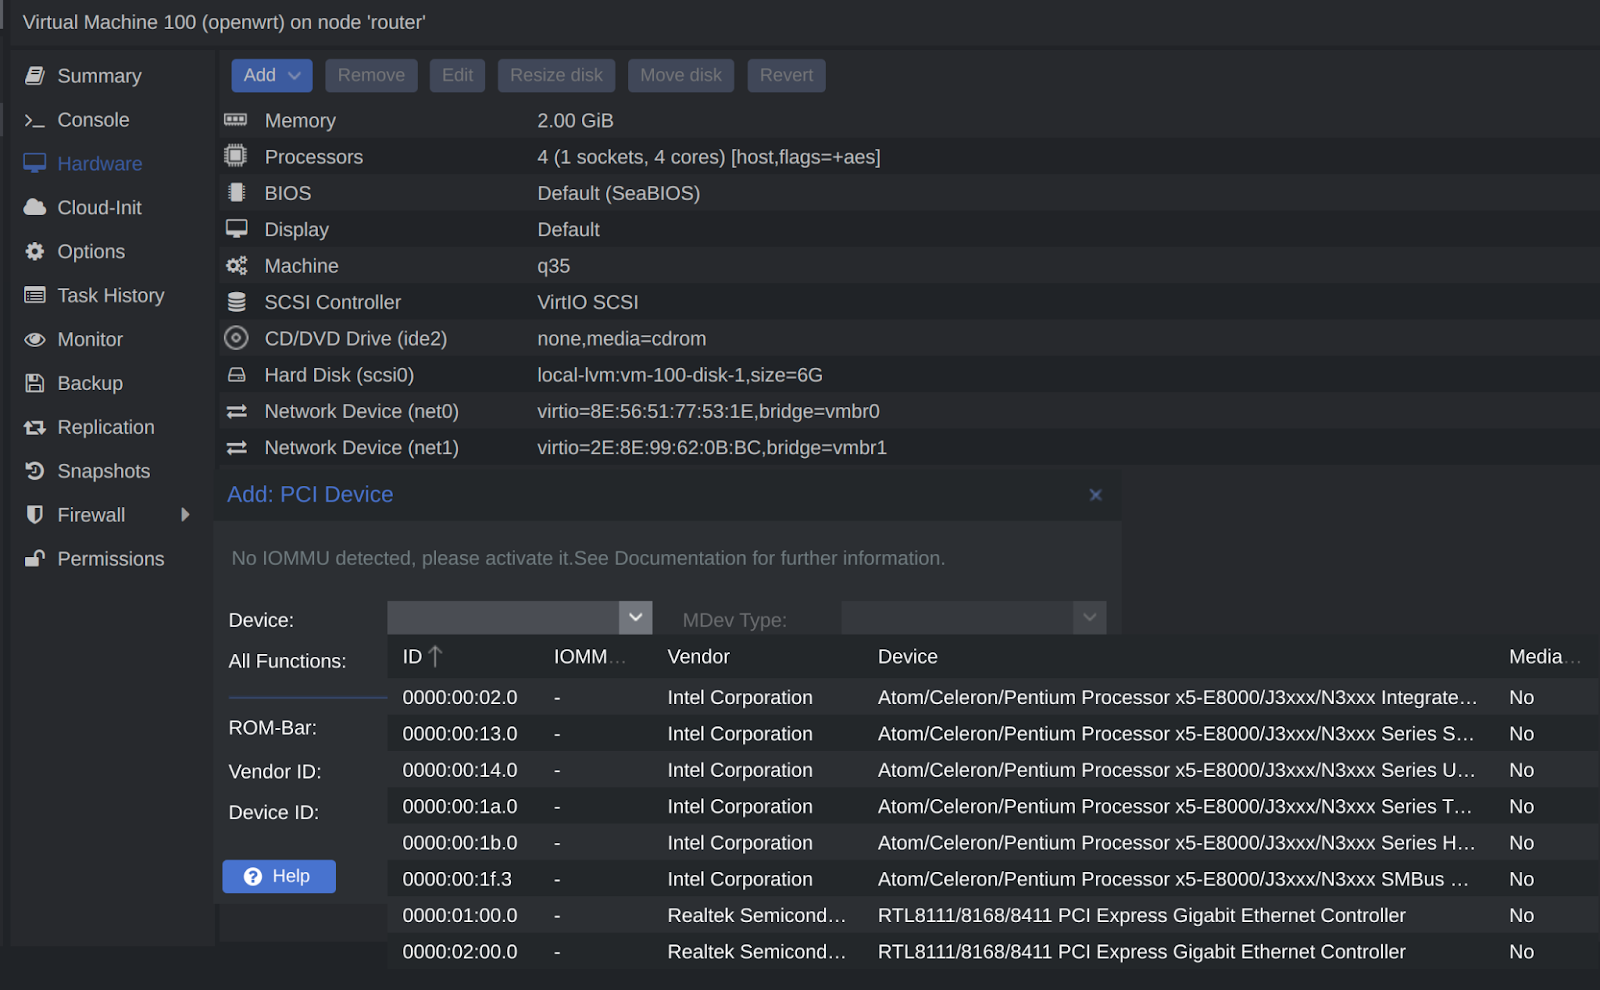 Virtual Machine 100 (openwrt) on node 'router'
Summary
Console
Hardware
Cloud-Init
Options
Task History
Monitor
Backup
Replication
Snapshots
Firewall
Permissions
Add Remove Edit Resize disk Move disk Revert
Memory 2.00 GiB
Processors 4 (1 sockets, 4 cores) [host,flags=+aes]
BIOS Default (SeaBIOS)
Display Default
Machine q35
SCSI Controller VirtIO SCSI
CD/DVD Drive (ide2) none,media=cdrom
Hard Disk (scsi0) local-lvm:vm-100-disk-1,size=6G
Network Device (net0) virtio=8E:56:51:77:53:1E,bridge=vmbr0
Network Device (net1) virtio=2E:8E:99:62:0B:BC,bridge=vmbr1
Add: PCI Device
No IOMMU detected, please activate it.See Documentation for further information.
Device: MDev Type:
All Functions:
ROM-Bar:
Vendor ID:
Device ID:
Help
ID IOMM... Vendor Device Media...
0000:00:02.0 - Intel Corporation Atom/Celeron/Pentium Processor x5-E8000/J3xxx/N3xxx Integrate... No
0000:00:13.0 - Intel Corporation Atom/Celeron/Pentium Processor x5-E8000/J3xxx/N3xxx Series S... No
0000:00:14.0 - Intel Corporation Atom/Celeron/Pentium Processor x5-E8000/J3xxx/N3xxx Series U... No
0000:00:1a.0 - Intel Corporation Atom/Celeron/Pentium Processor x5-E8000/J3xxx/N3xxx Series T... No
0000:00:1b.0 - Intel Corporation Atom/Celeron/Pentium Processor x5-E8000/J3xxx/N3xxx Series H... No
0000:00:1f.3 - Intel Corporation Atom/Celeron/Pentium Processor x5-E8000/J3xxx/N3xxx SMBus ... No
0000:01:00.0 - Realtek Semicond... RTL8111/8168/8411 PCI Express Gigabit Ethernet Controller No
0000:02:00.0 - Realtek Semicond... RTL8111/8168/8411 PCI Express Gigabit Ethernet Controller No